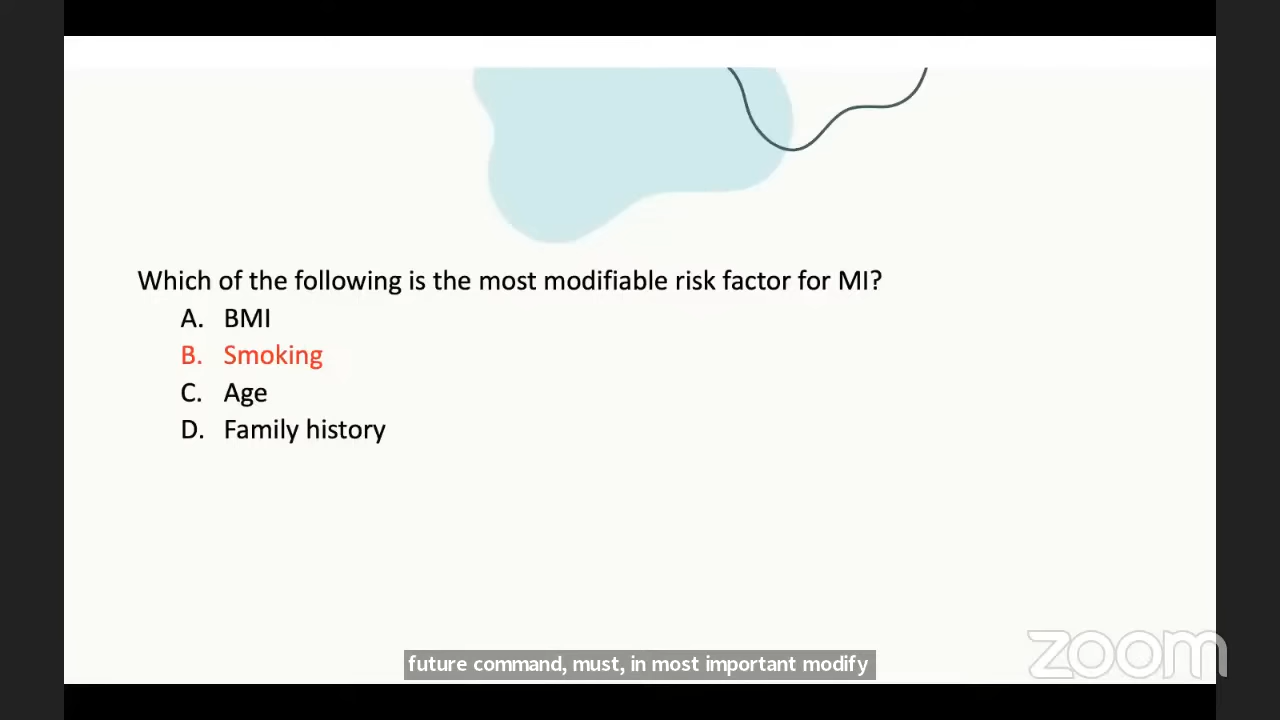 Which of the following is the most modifiable risk factor for MI?
A. BMI
B. Smoking
C. Age
D. Family history
future command, must, in most important modify
zoom